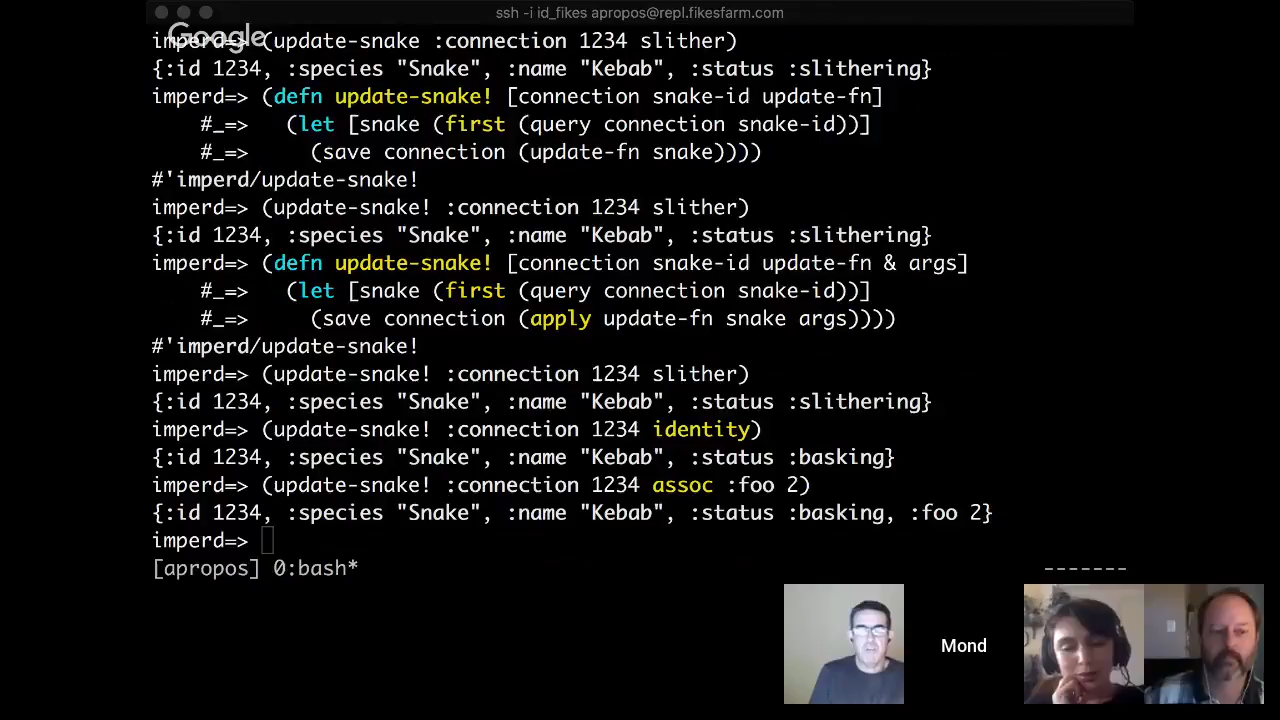 ssh -i id_fikes apropos@repl.fikesfarm.com
Google
imperd=> (update-snake :connection 1234 slither)
{:id 1234, :species "Snake", :name "Kebab", :status :slithering}
imperd=> (defn update-snake! [connection snake-id update-fn]
    #_=>   (let [snake (first (query connection snake-id))]
    #_=>     (save connection (update-fn snake))))
#'imperd/update-snake!
imperd=> (update-snake! :connection 1234 slither)
{:id 1234, :species "Snake", :name "Kebab", :status :slithering}
imperd=> (defn update-snake! [connection snake-id update-fn & args]
    #_=>   (let [snake (first (query connection snake-id))]
    #_=>     (save connection (apply update-fn snake args))))
#'imperd/update-snake!
imperd=> (update-snake! :connection 1234 slither)
{:id 1234, :species "Snake", :name "Kebab", :status :slithering}
imperd=> (update-snake! :connection 1234 identity)
{:id 1234, :species "Snake", :name "Kebab", :status :basking}
imperd=> (update-snake! :connection 1234 assoc :foo 2)
{:id 1234, :species "Snake", :name "Kebab", :status :basking, :foo 2}
imperd=>
[apropos] 0:bash*
-------
Mond